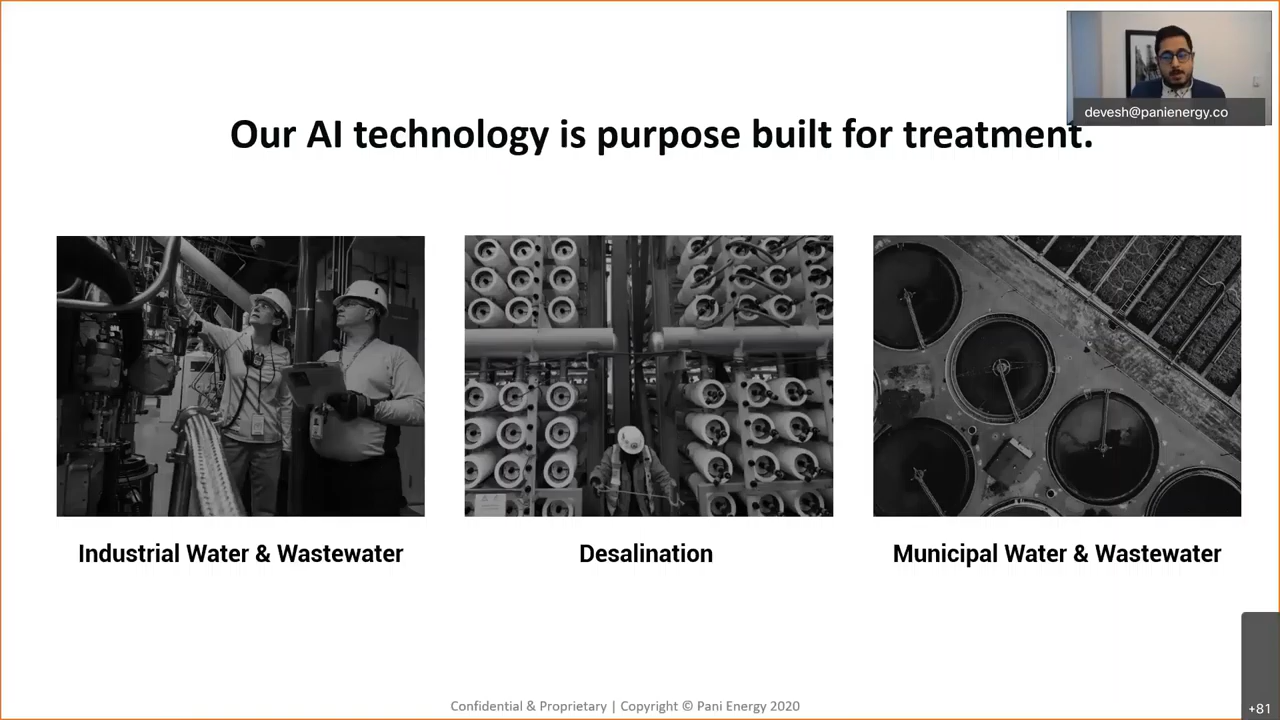 devesh@panienergy.co
Our AI technology is purpose built for treatment.
Industrial Water & Wastewater
Desalination
Municipal Water & Wastewater
Confidential & Proprietary | Copyright © Pani Energy 2020
+81